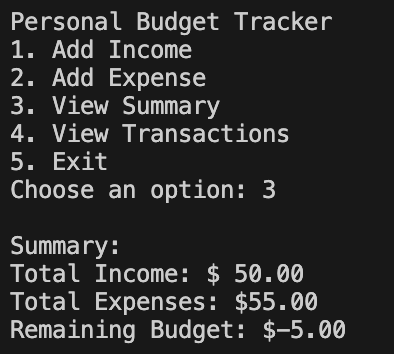 Personal Budget Tracker
1. Add Income
2. Add Expense
3. View Summary
4. View Transactions
5. Exit
Choose an option: 3
Summary:
Total Income: $ 50.00
Total Expenses: $55.00
Remaining Budget: $-5.00